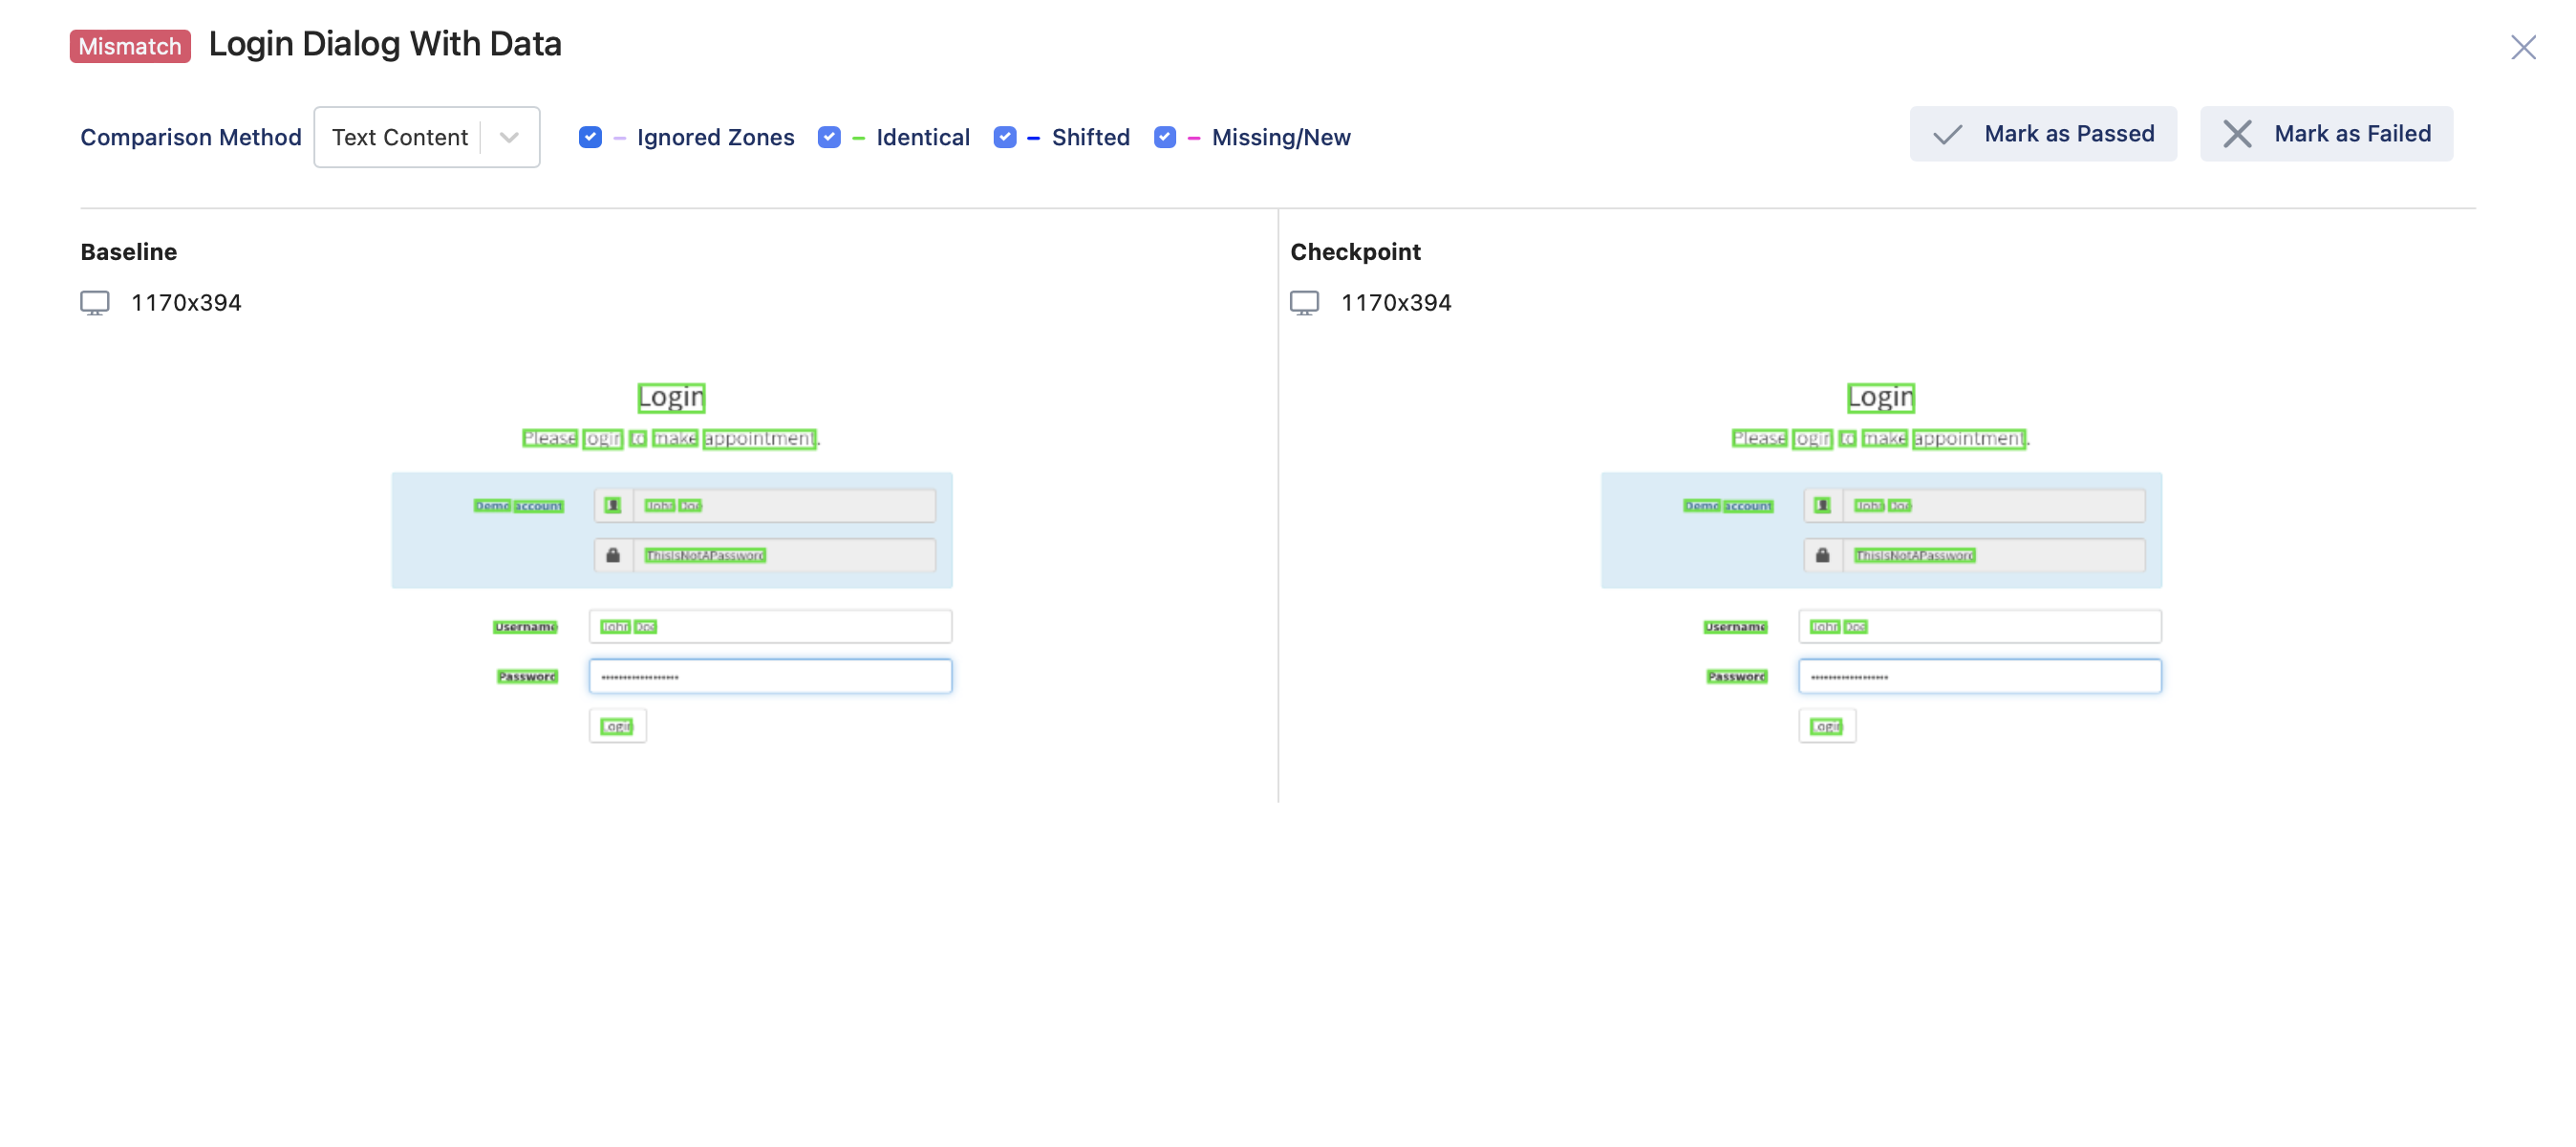 Mismatch Login Dialog With Data
Comparison Method Text Content Ignored Zones Identical Shifted Missing/New Mark as Passed Mark as Failed
Baseline
1170x394
Login
Please login to make appointment.
Demo account John Doe
ThisIsNotAPassword
Username John Doe
Password ••••••••••••••••••
Login
Checkpoint
1170x394
Login
Please login to make appointment.
Demo account John Doe
ThisIsNotAPassword
Username John Doe
Password ••••••••••••••••••
Login